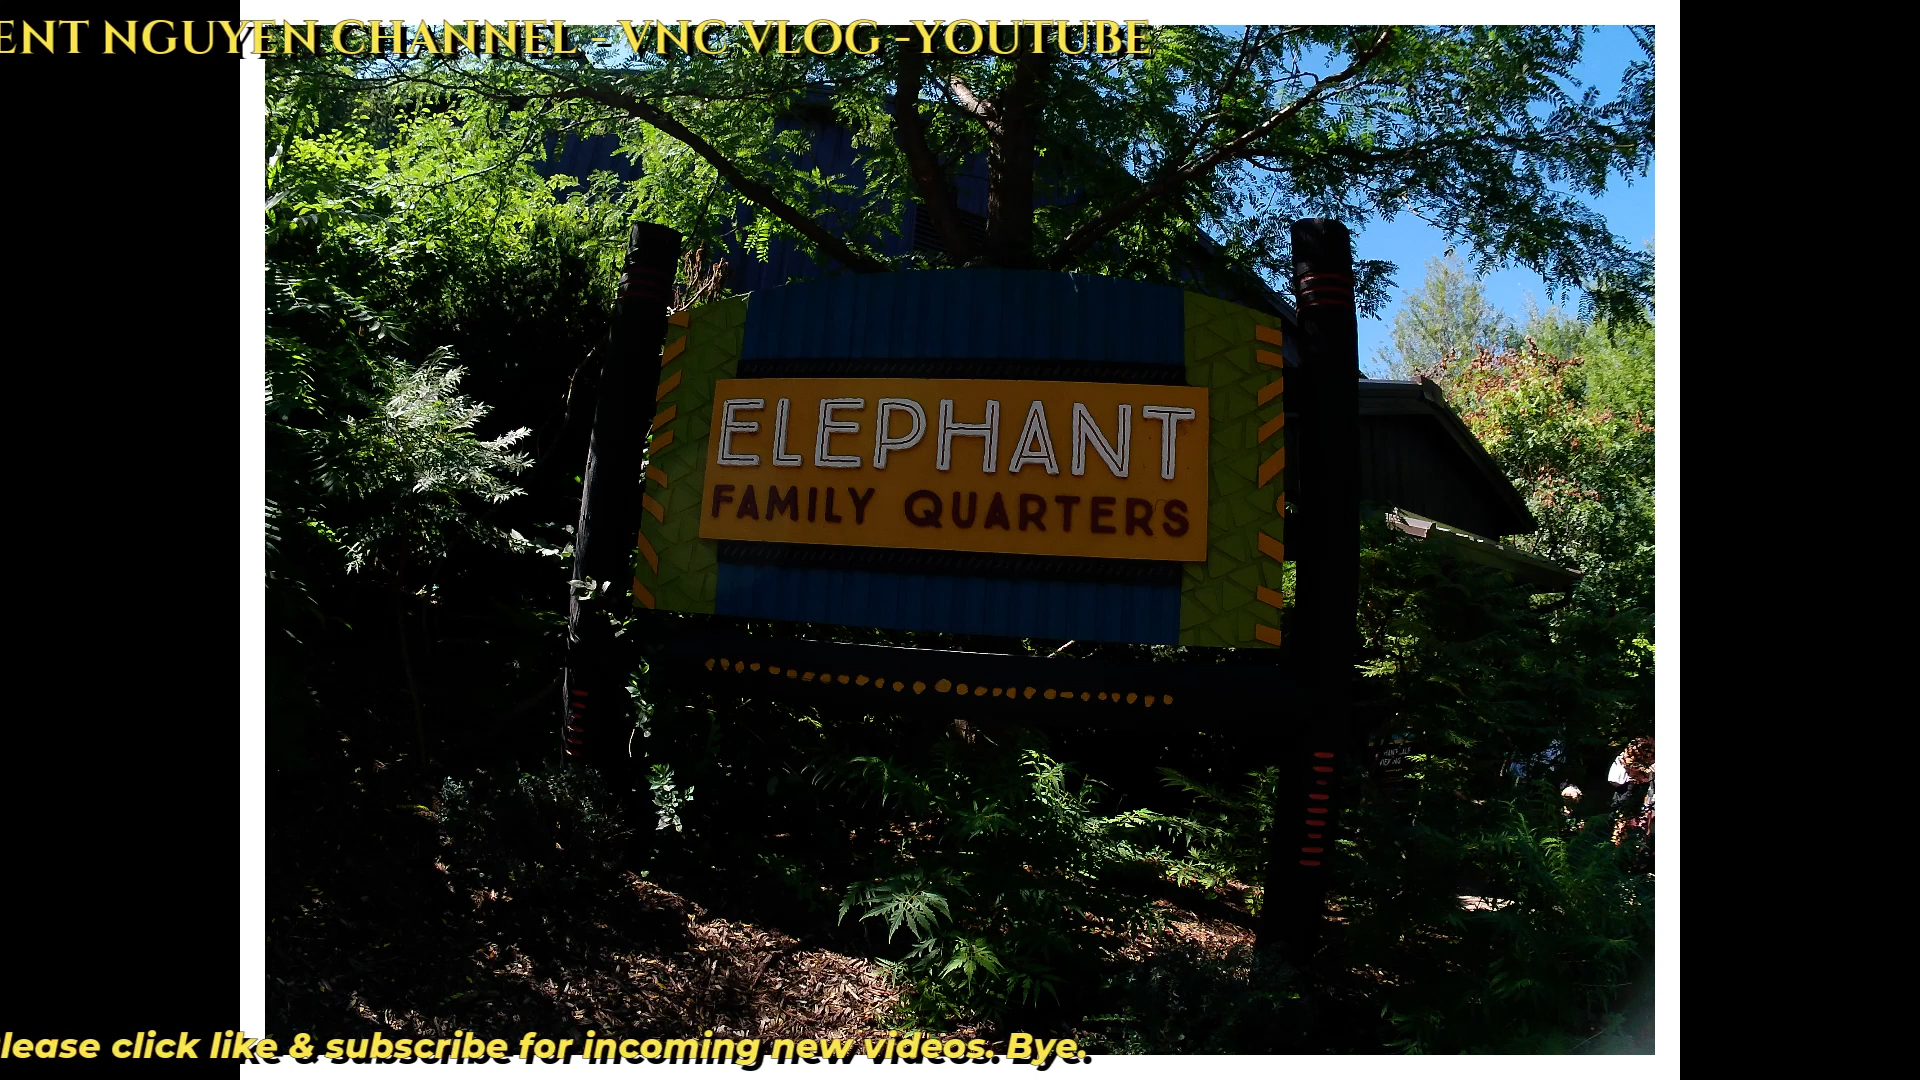 ENT NGUYEN CHANNEL - VNC VLOG -YOUTUBE
ELEPHANT
FAMILY QUARTERS
lease click like & subscribe for incoming new videos. Bye.